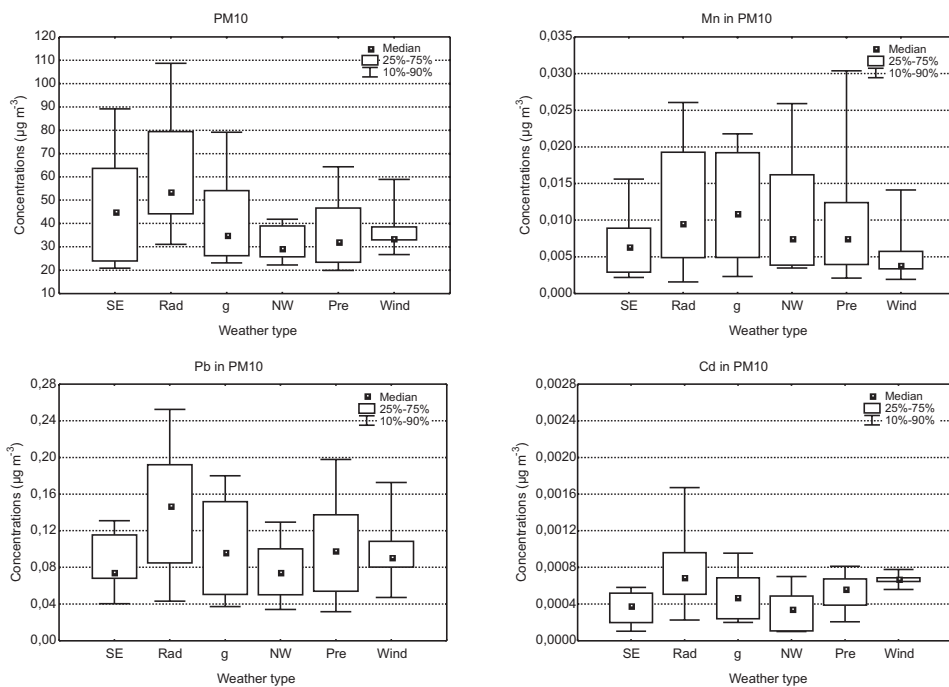 PM10
Concentrations (µg m⁻³)
120
110
100
90
80
70
60
50
40
30
20
10
Median
25%-75%
10%-90%
SE Rad g NW Pre Wind
Weather type
Mn in PM10
Concentrations (µg m⁻³)
0,035
0,030
0,025
0,020
0,015
0,010
0,005
0,000
Median
25%-75%
10%-90%
SE Rad g NW Pre Wind
Weather type
Pb in PM10
Concentrations (µg m⁻³)
0,28
0,24
0,20
0,16
0,12
0,08
0,04
0,00
Median
25%-75%
10%-90%
SE Rad g NW Pre Wind
Weather type
Cd in PM10
Concentrations (µg m⁻³)
0,0028
0,0024
0,0020
0,0016
0,0012
0,0008
0,0004
0,0000
Median
25%-75%
10%-90%
SE Rad g NW Pre Wind
Weather type